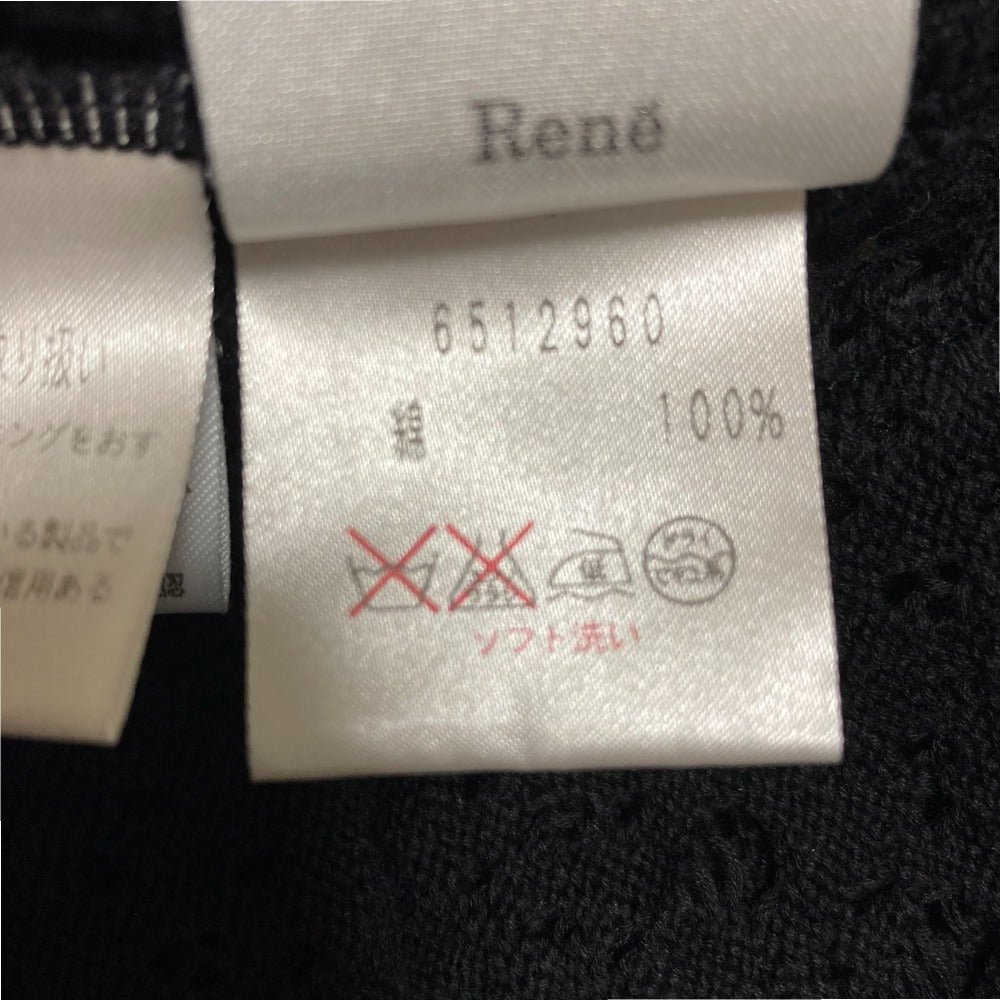 René
6512960
絹 100%
ソフト洗い
り扱い
ングをおす
る製品で
信用ある
認